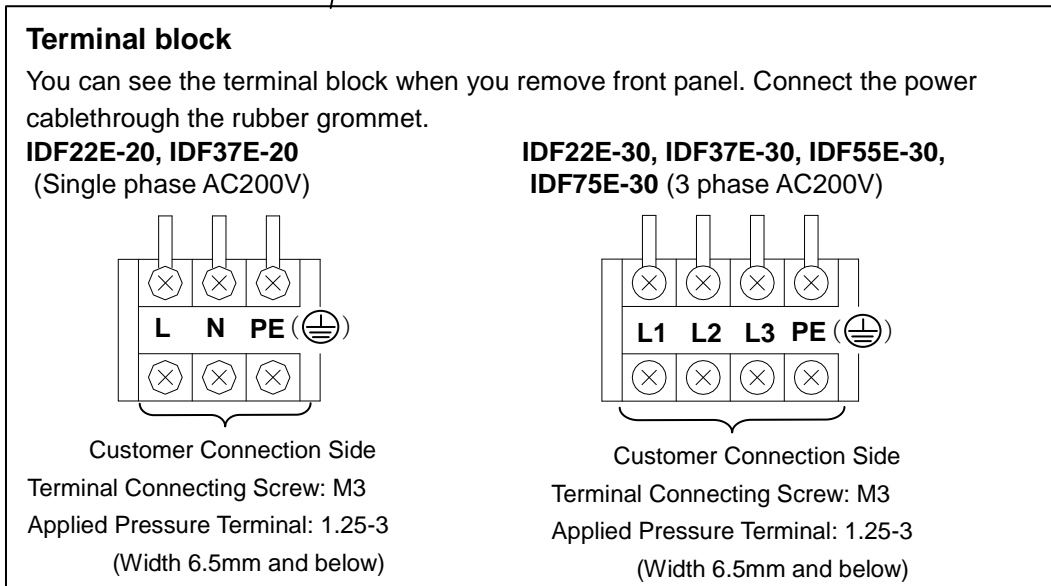 Terminal block
You can see the terminal block when you remove front panel. Connect the power
cablethrough the rubber grommet.
IDF22E-20, IDF37E-20
(Single phase AC200V)
L N PE (⏚)
Customer Connection Side
Terminal Connecting Screw: M3
Applied Pressure Terminal: 1.25-3
(Width 6.5mm and below)
IDF22E-30, IDF37E-30, IDF55E-30,
IDF75E-30 (3 phase AC200V)
L1 L2 L3 PE (⏚)
Customer Connection Side
Terminal Connecting Screw: M3
Applied Pressure Terminal: 1.25-3
(Width 6.5mm and below)